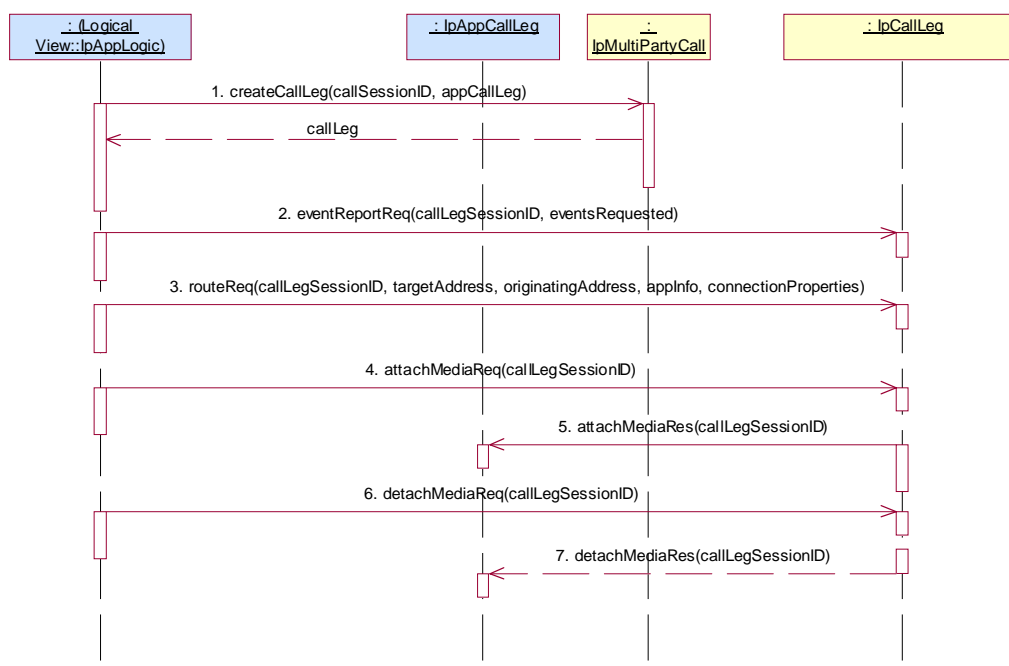 : (Logical
View::IpAppLogic)
: IpAppCallLeg
:
IpMultiPartyCall
: IpCallLeg
1. createCallLeg(callSessionID, appCallLeg)
callLeg
2. eventReportReq(callLegSessionID, eventsRequested)
3. routeReq(callLegSessionID, targetAddress, originatingAddress, appInfo, connectionProperties)
4. attachMediaReq(callLegSessionID)
5. attachMediaRes(callLegSessionID)
6. detachMediaReq(callLegSessionID)
7. detachMediaRes(callLegSessionID)